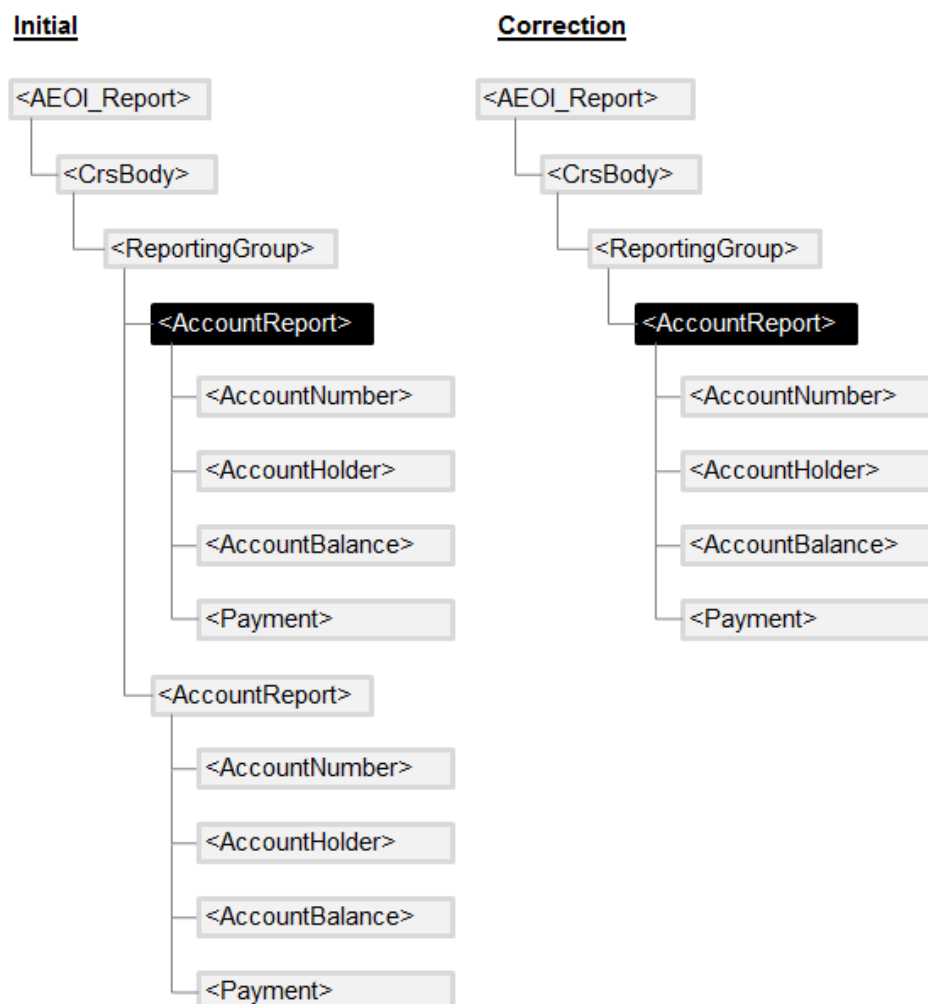 Initial
<AEOI_Report>
<CrsBody>
<ReportingGroup>
<AccountReport>
<AccountNumber>
<AccountHolder>
<AccountBalance>
<Payment>
<AccountReport>
<AccountNumber>
<AccountHolder>
<AccountBalance>
<Payment>
Correction
<AEOI_Report>
<CrsBody>
<ReportingGroup>
<AccountReport>
<AccountNumber>
<AccountHolder>
<AccountBalance>
<Payment>